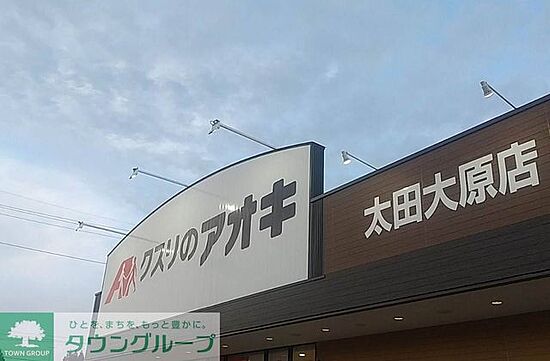 クスリのアオキ
太田大原店
TOWN GROUP
ひとを、まちを、もっと豊かに。
タウングループ